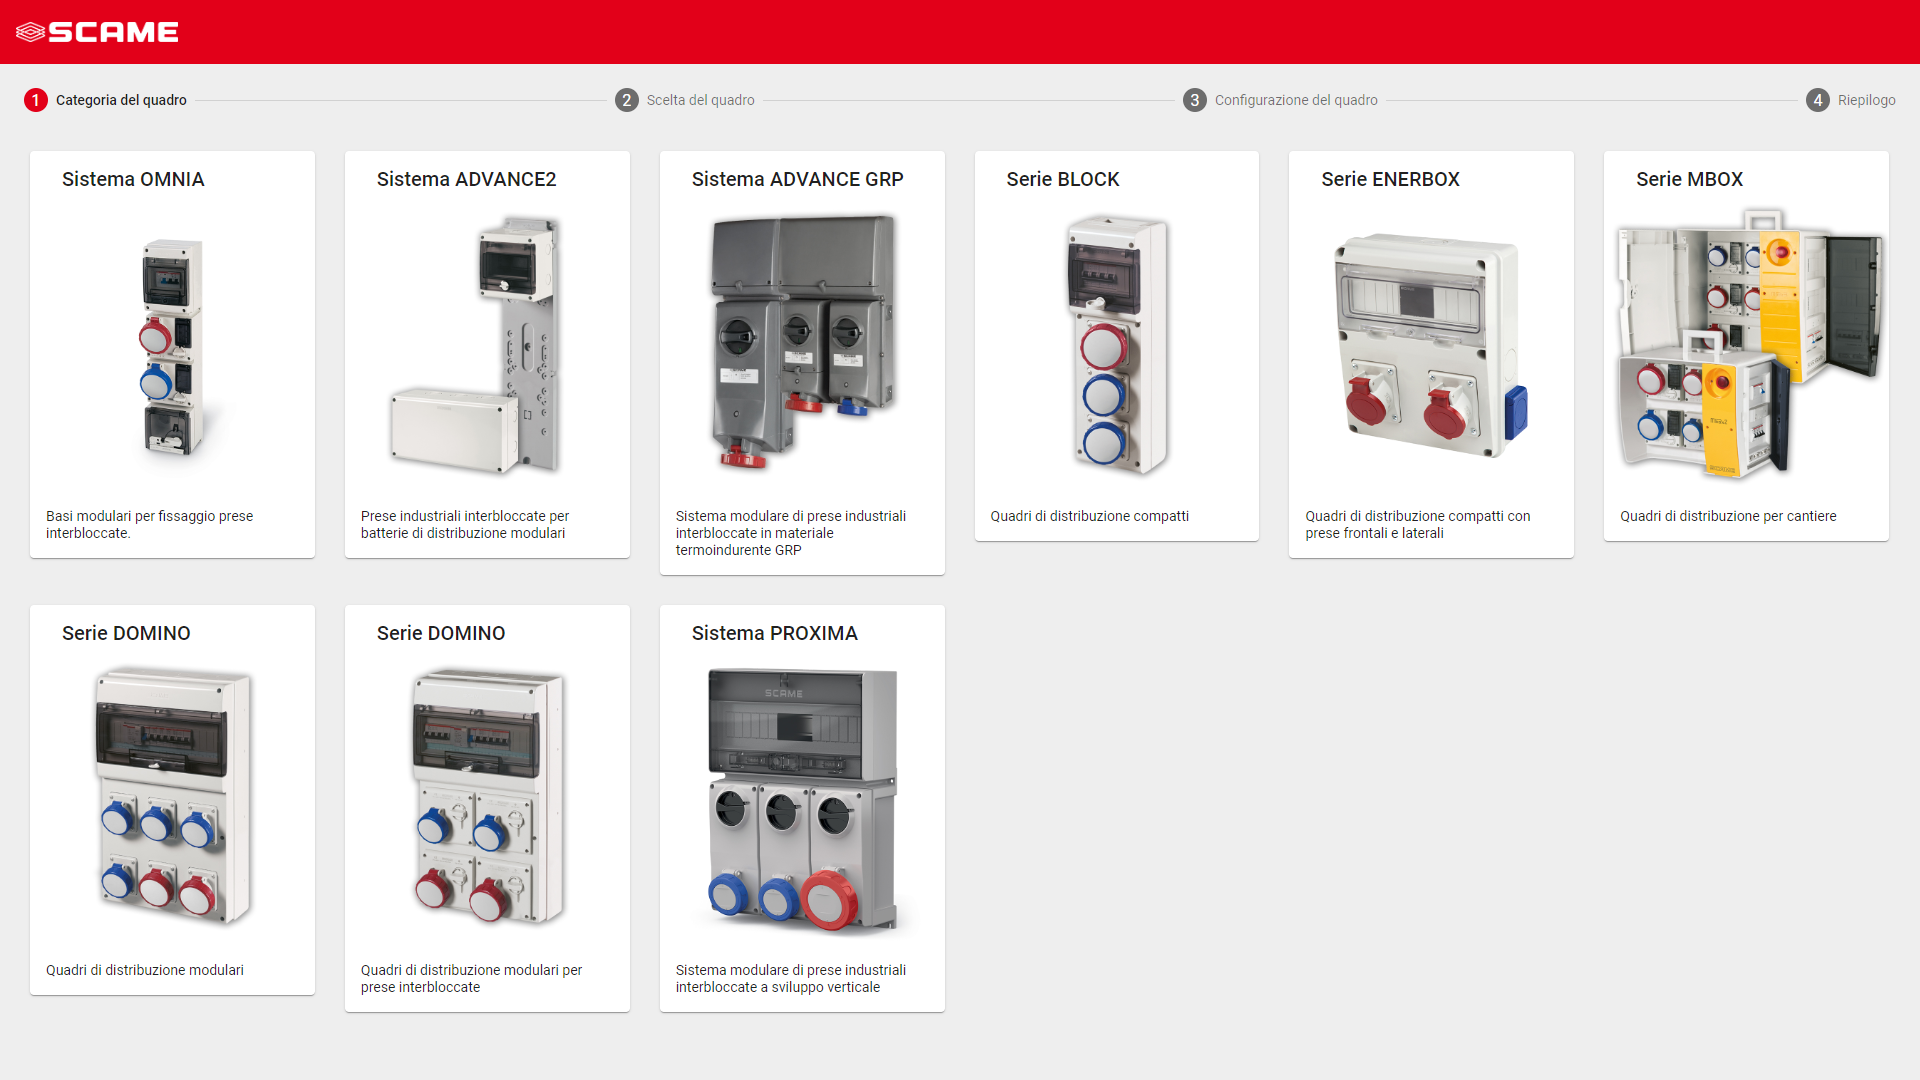 SCAME
1 Categoria del quadro
2 Scelta del quadro
3 Configurazione del quadro
4 Riepilogo
Sistema OMNIA
Basi modulari per fissaggio prese
interbloccate.
Sistema ADVANCE2
Prese industriali interbloccate per
batterie di distribuzione modulari
Sistema ADVANCE GRP
Sistema modulare di prese industriali
interbloccate in materiale
termoindurente GRP
Serie BLOCK
Quadri di distribuzione compatti
Serie ENERBOX
Quadri di distribuzione compatti con
prese frontali e laterali
Serie MBOX
Quadri di distribuzione per cantiere
Serie DOMINO
Quadri di distribuzione modulari
Serie DOMINO
Quadri di distribuzione modulari per
prese interbloccate
Sistema PROXIMA
SCAME
Sistema modulare di prese industriali
interbloccate a sviluppo verticale